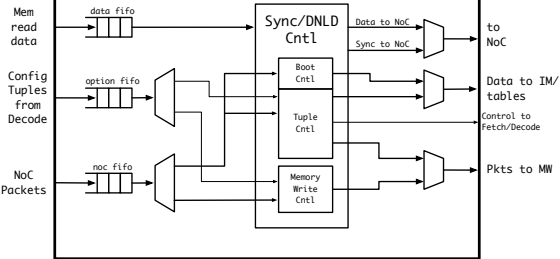 Mem
read
data
data fifo
Sync/DNLD
Cntl
Data to NoC
Sync to NoC
to
NoC
Config
Tuples
from
Decode
option fifo
Boot
Cntl
Data to IM/
tables
Tuple
Cntl
Control to
Fetch/Decode
NoC
Packets
noc fifo
Memory
Write
Cntl
Pkts to MW